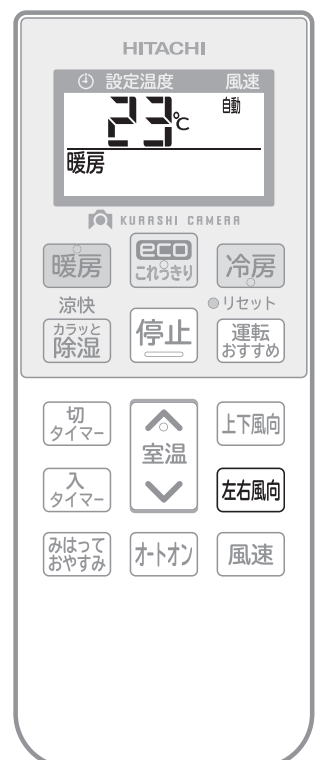 HITACHI
設定温度 風速
23℃ 自動
暖房
KURASHI CAMERA
暖房
eco
これっきり
冷房
涼快
カラッと
除湿
停止
リセット
運転
おすすめ
切
タイマー
室温
上下風向
入
タイマー
左右風向
みはって
おやすみ
オートオン
風速